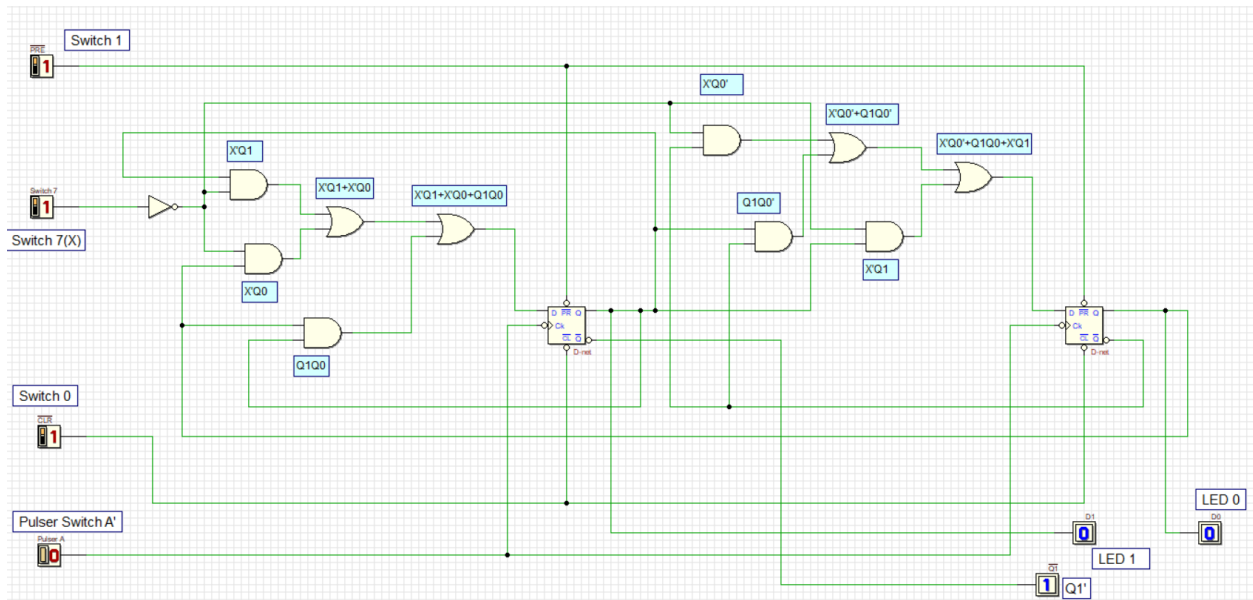 Switch 1
PRE
1
X'Q0'
X'Q0'+Q1Q0'
X'Q0'+Q1Q0+X'Q1
X'Q1
X'Q1+X'Q0
X'Q1+X'Q0+Q1Q0
Switch 7
1
Switch 7(X)
Q1Q0'
X'Q1
X'Q0
D PR Q
Ck
CL Q
D-net
D PR Q
Ck
CL Q
D-net
Q1Q0
Switch 0
CLR
1
Pulser Switch A'
Pulser A
0
D1
0
LED 1
LED 0
D0
0
Q1
1
Q1'